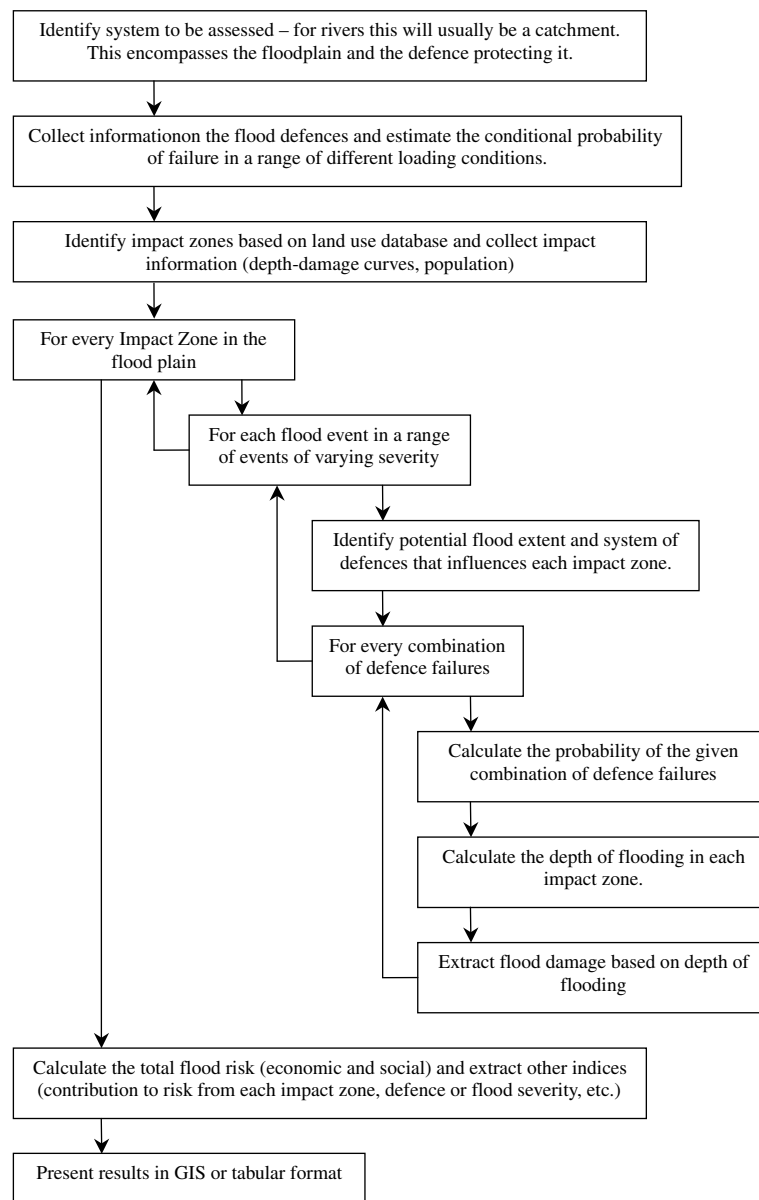 Identify system to be assessed – for rivers this will usually be a catchment.
This encompasses the floodplain and the defence protecting it.
Collect informationon the flood defences and estimate the conditional probability
of failure in a range of different loading conditions.
Identify impact zones based on land use database and collect impact
information (depth-damage curves, population)
For every Impact Zone in the
flood plain
For each flood event in a range
of events of varying severity
Identify potential flood extent and system of
defences that influences each impact zone.
For every combination
of defence failures
Calculate the probability of the given
combination of defence failures
Calculate the depth of flooding in each
impact zone.
Extract flood damage based on depth of
flooding
Calculate the total flood risk (economic and social) and extract other indices
(contribution to risk from each impact zone, defence or flood severity, etc.)
Present results in GIS or tabular format